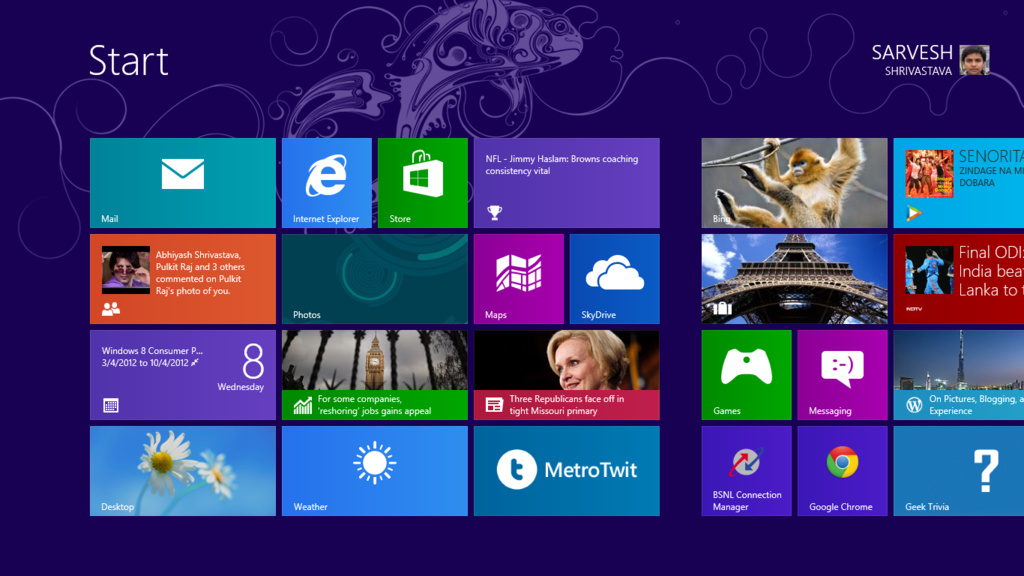 Start
SARVESH
SHRIVASTAVA
Mail
Internet Explorer
Store
NFL - Jimmy Haslam: Browns coaching
consistency vital
Bing
SENORITA
ZINDAGE NA MI
DOBARA
Abhiyash Shrivastava,
Pulkit Raj and 3 others
commented on Pulkit
Raj's photo of you.
Photos
Maps
SkyDrive
Final ODI:
India bea
Lanka to t
NDTV
Windows 8 Consumer P...
3/4/2012 to 10/4/2012
8
Wednesday
For some companies,
'reshoring' jobs gains appeal
Three Republicans face off in
tight Missouri primary
Games
Messaging
On Pictures, Blogging, a
Experience
Desktop
Weather
MetroTwit
BSNL Connection
Manager
Google Chrome
?
Geek Trivia